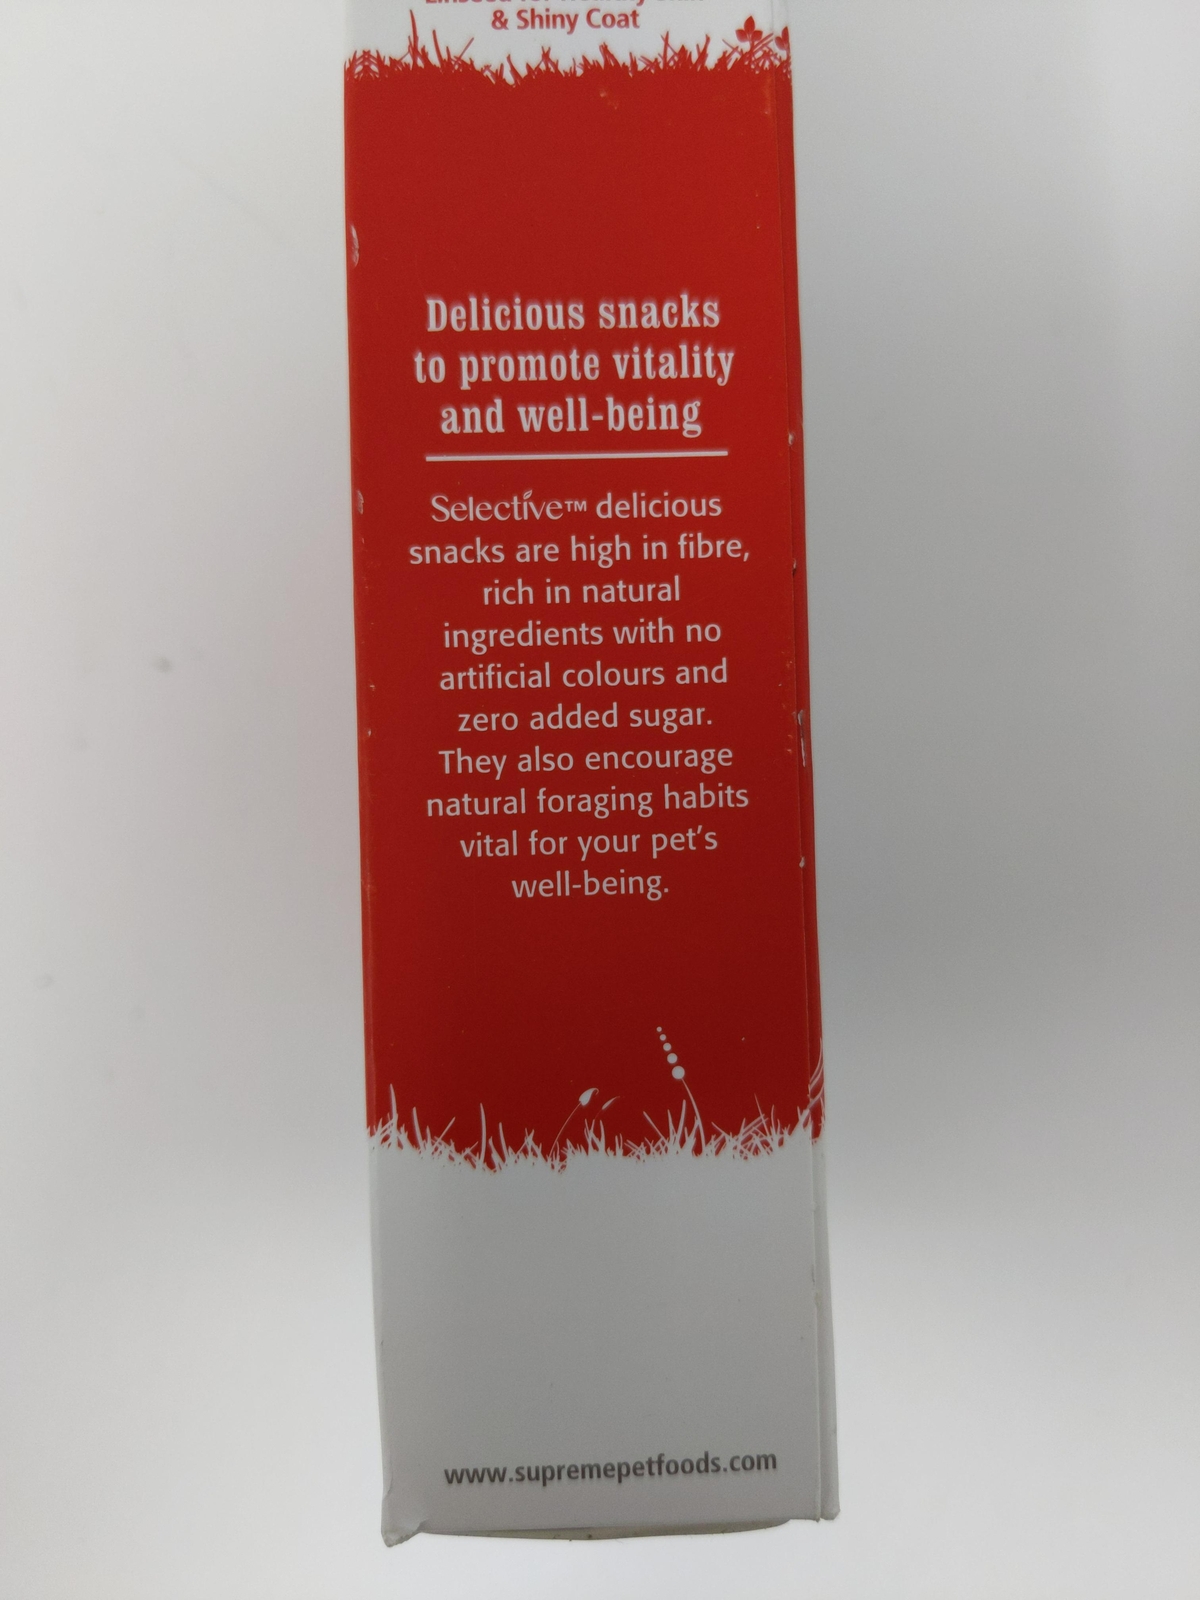 & Shiny Coat
Delicious snacks
to promote vitality
and well-being
Selective™ delicious
snacks are high in fibre,
rich in natural
ingredients with no
artificial colours and
zero added sugar.
They also encourage
natural foraging habits
vital for your pet's
well-being.
www.supremepetfoods.com